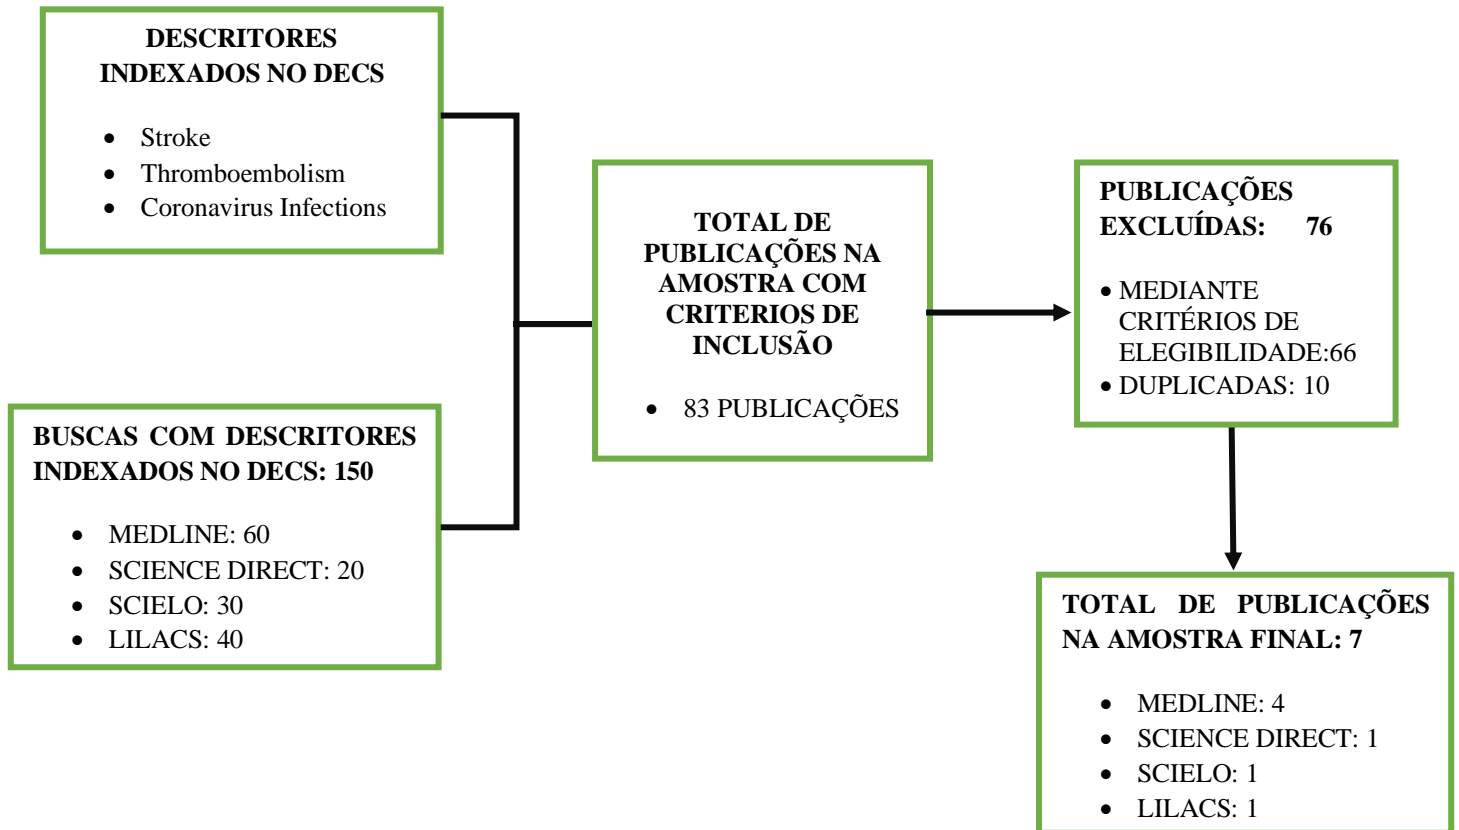 DESCRITORES
INDEXADOS NO DECS
• Stroke
• Thromboembolism
• Coronavirus Infections
BUSCAS COM DESCRITORES
INDEXADOS NO DECS: 150
• MEDLINE: 60
• SCIENCE DIRECT: 20
• SCIELO: 30
• LILACS: 40
TOTAL DE
PUBLICAÇÕES NA
AMOSTRA COM
CRITERIOS DE
INCLUSÃO
• 83 PUBLICAÇÕES
PUBLICAÇÕES
EXCLUÍDAS: 76
• MEDIANTE
CRITÉRIOS DE
ELEGIBILIDADE:66
• DUPLICADAS: 10
TOTAL DE PUBLICAÇÕES
NA AMOSTRA FINAL: 7
• MEDLINE: 4
• SCIENCE DIRECT: 1
• SCIELO: 1
• LILACS: 1